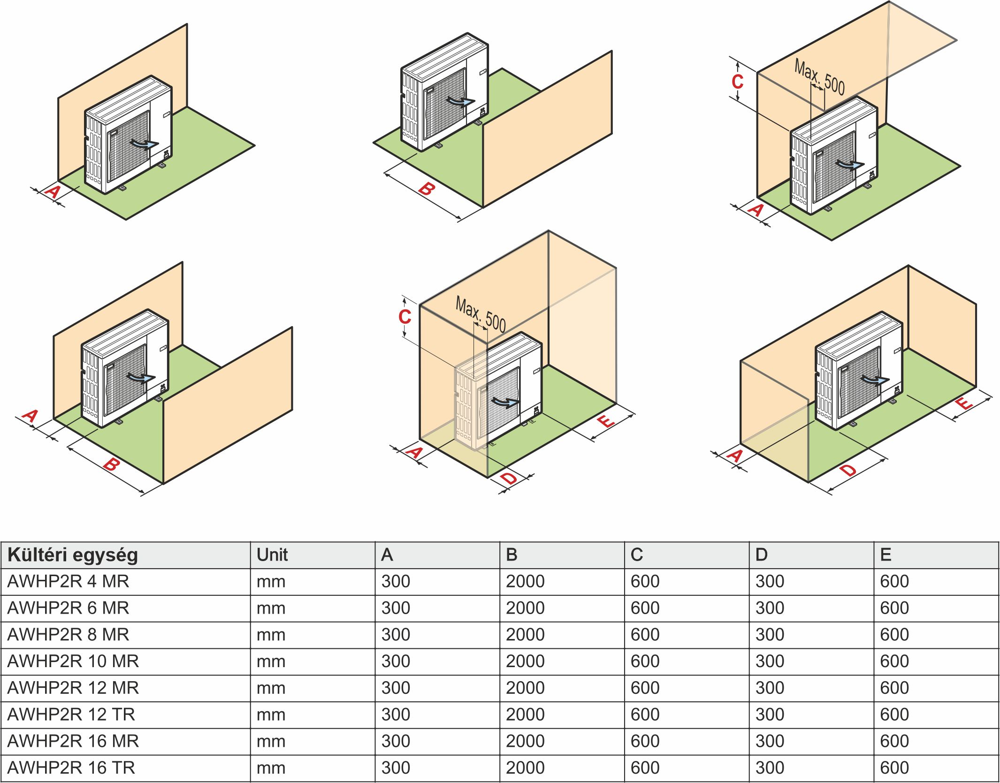 A
B
C
Max. 500
A
A
B
C
Max. 500
A
D
E
A
D
E
Kültéri egység Unit A B C D E
AWHP2R 4 MR mm 300 2000 600 300 600
AWHP2R 6 MR mm 300 2000 600 300 600
AWHP2R 8 MR mm 300 2000 600 300 600
AWHP2R 10 MR mm 300 2000 600 300 600
AWHP2R 12 MR mm 300 2000 600 300 600
AWHP2R 12 TR mm 300 2000 600 300 600
AWHP2R 16 MR mm 300 2000 600 300 600
AWHP2R 16 TR mm 300 2000 600 300 600